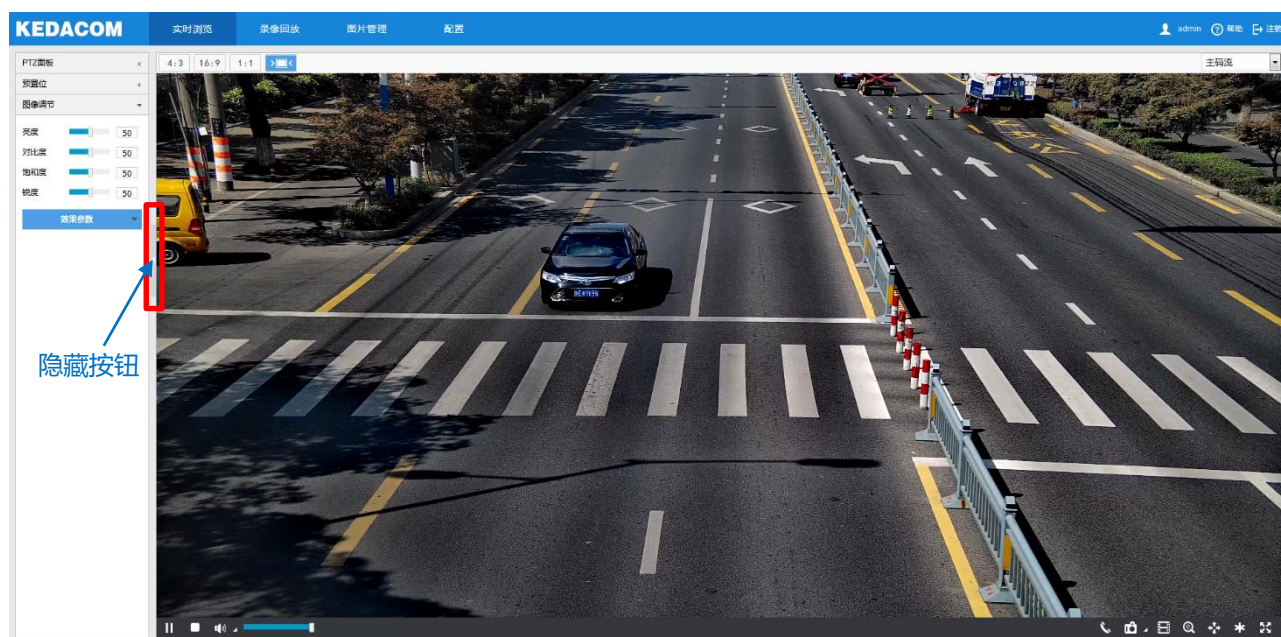 KEDACOM 实时浏览 录像回放 图片管理 配置 admin 帮助 注销
PTZ面板 4:3 16:9 1:1 主码流
预置位
图像调节
亮度 50
对比度 50
饱和度 50
锐度 50
效果参数
隐藏按钮